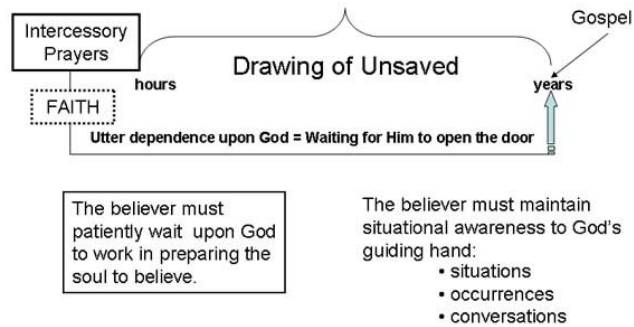 Gospel
Intercessory
Prayers
Drawing of Unsaved
hours
years
FAITH
Utter dependence upon God = Waiting for Him to open the door
The believer must
patiently wait upon God
to work in preparing the
soul to believe.
The believer must maintain
situational awareness to God's
guiding hand:
• situations
• occurrences
• conversations